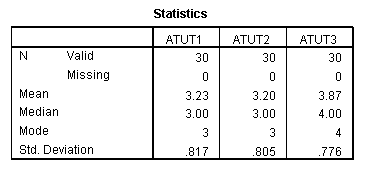 Statistics
ATUT1 ATUT2 ATUT3
N Valid 30 30 30
Missing 0 0 0
Mean 3.23 3.20 3.87
Median 3.00 3.00 4.00
Mode 3 3 4
Std. Deviation .817 .805 .776